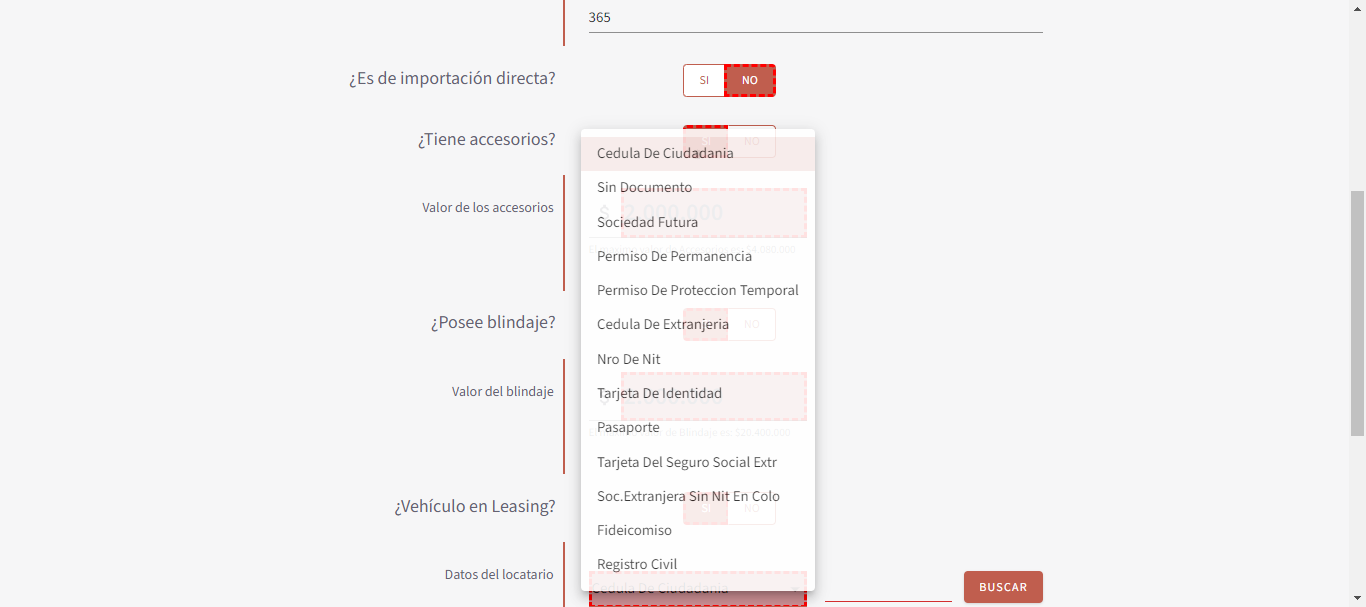 365
¿Es de importación directa?
SI
NO
¿Tiene accesorios?
SI
NO
Valor de los accesorios
$ 2.000.000
Cedula De Ciudadania
Sin Documento
Sociedad Futura
Permiso De Permanencia
Permiso De Proteccion Temporal
Cedula De Extranjeria
Nro De Nit
Tarjeta De Identidad
Pasaporte
Tarjeta Del Seguro Social Extr
Soc.Extranjera Sin Nit En Colo
Fideicomiso
Registro Civil
¿Posee blindaje?
NO
Valor del blindaje
$
de Blindaje es: $20.400.000
¿Vehículo en Leasing?
SI
NO
Datos del locatario
Cedula De Ciudadania
BUSCAR